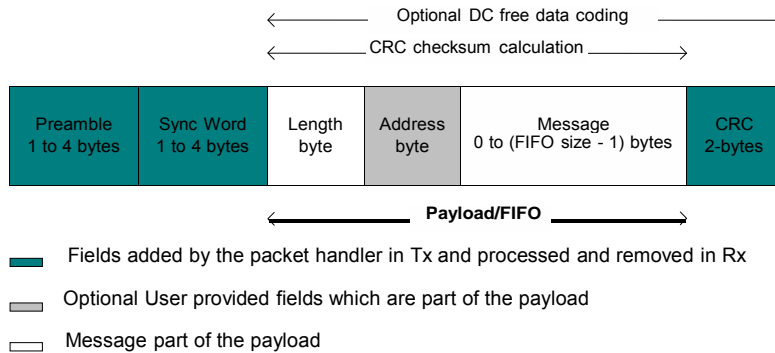 Optional DC free data coding
CRC checksum calculation
Preamble
1 to 4 bytes
Sync Word
1 to 4 bytes
Length
byte
Address
byte
Message
0 to (FIFO size - 1) bytes
CRC
2-bytes
Payload/FIFO
Fields added by the packet handler in Tx and processed and removed in Rx
Optional User provided fields which are part of the payload
Message part of the payload